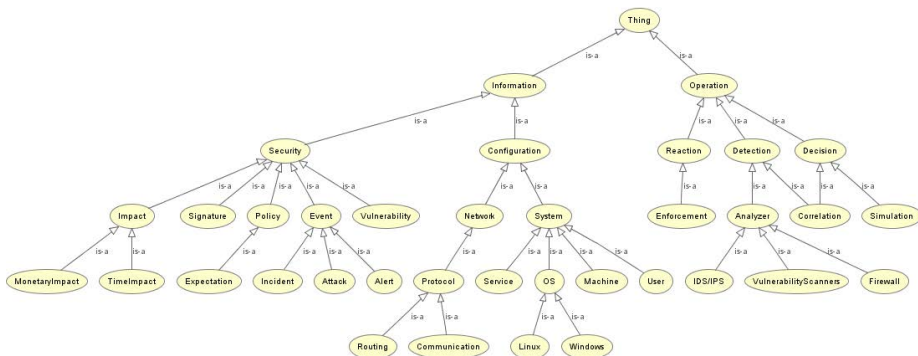 Thing
is-a is-a
Information Operation
is-a is-a is-a is-a is-a
Security Configuration Reaction Detection Decision
is-a is-a is-a is-a is-a is-a is-a is-a is-a is-a is-a is-a
Impact Signature Policy Event Vulnerability Network System Enforcement Analyzer Correlation Simulation
is-a is-a is-a is-a is-a is-a is-a is-a is-a is-a is-a is-a is-a is-a
MonetaryImpact TimeImpact Expectation Incident Attack Alert Protocol Service OS Machine User IDS/IPS VulnerabilityScanners Firewall
is-a is-a is-a is-a
Routing Communication Linux Windows